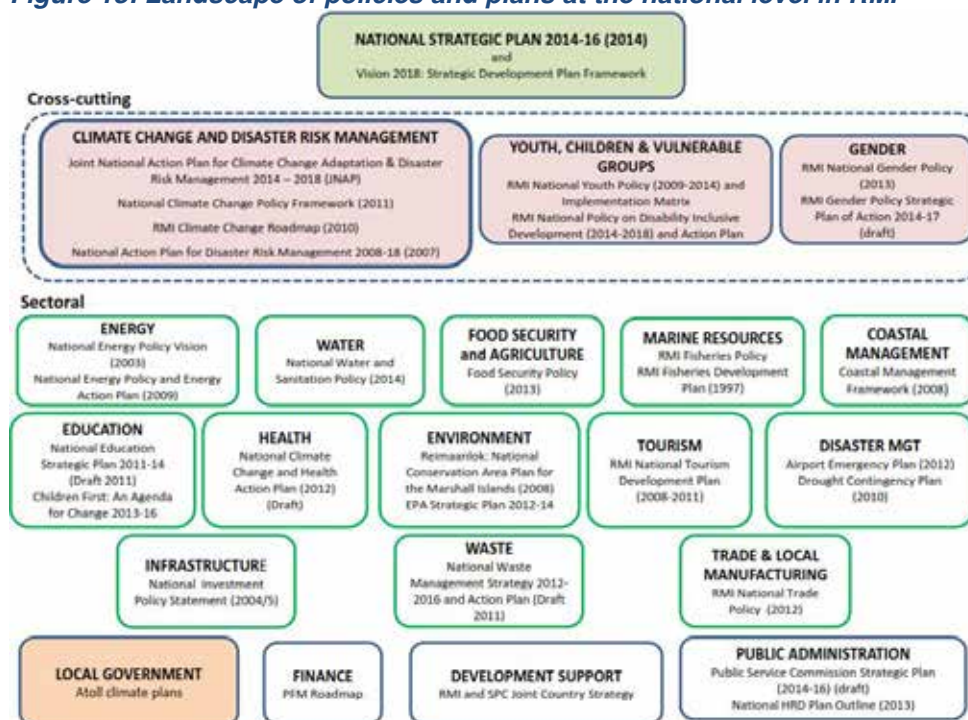 Figure 15: Landscape of policies and plans at the national level in RMI
NATIONAL STRATEGIC PLAN 2014-16 (2014)
and
Vision 2018: Strategic Development Plan Framework
Cross-cutting
CLIMATE CHANGE AND DISASTER RISK MANAGEMENT
Joint National Action Plan for Climate Change Adaptation & Disaster
Risk Management 2014 – 2018 (JNAP)
National Climate Change Policy Framework (2011)
RMI Climate Change Roadmap (2010)
National Action Plan for Disaster Risk Management 2008-18 (2007)
YOUTH, CHILDREN & VULNERABLE
GROUPS
RMI National Youth Policy (2009-2014) and
Implementation Matrix
RMI National Policy on Disability Inclusive
Development (2014-2018) and Action Plan
GENDER
RMI National Gender Policy
(2013)
RMI Gender Policy Strategic
Plan of Action 2014-17
(draft)
Sectoral
ENERGY
National Energy Policy Vision
(2003)
National Energy Policy and Energy
Action Plan (2009)
WATER
National Water and
Sanitation Policy (2014)
FOOD SECURITY
and AGRICULTURE
Food Security Policy
(2013)
MARINE RESOURCES
RMI Fisheries Policy
RMI Fisheries Development
Plan (1997)
COASTAL
MANAGEMENT
Coastal Management
Framework (2008)
EDUCATION
National Education
Strategic Plan 2011-14
(Draft 2011)
Children First: An Agenda
for Change 2013-16
HEALTH
National Climate
Change and Health
Action Plan (2012)
(Draft)
ENVIRONMENT
Reimaanlok: National
Conservation Area Plan for
the Marshall Islands (2008)
EPA Strategic Plan 2012-14
TOURISM
RMI National Tourism
Development Plan
(2008-2011)
DISASTER MGT
Airport Emergency Plan (2012)
Drought Contingency Plan
(2010)
INFRASTRUCTURE
National Investment
Policy Statement (2004/5)
WASTE
National Waste
Management Strategy 2012-
2016 and Action Plan (Draft
2011)
TRADE & LOCAL
MANUFACTURING
RMI National Trade
Policy (2012)
LOCAL GOVERNMENT
Atoll climate plans
FINANCE
PFM Roadmap
DEVELOPMENT SUPPORT
RMI and SPC Joint Country Strategy
PUBLIC ADMINISTRATION
Public Service Commission Strategic Plan
(2014-16) (draft)
National HRD Plan Outline (2013)